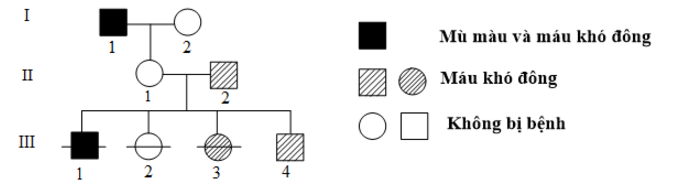 I
1
2
Mù màu và máu khó đông
II
1
2
Máu khó đông
III
1
2
3
4
Không bị bệnh